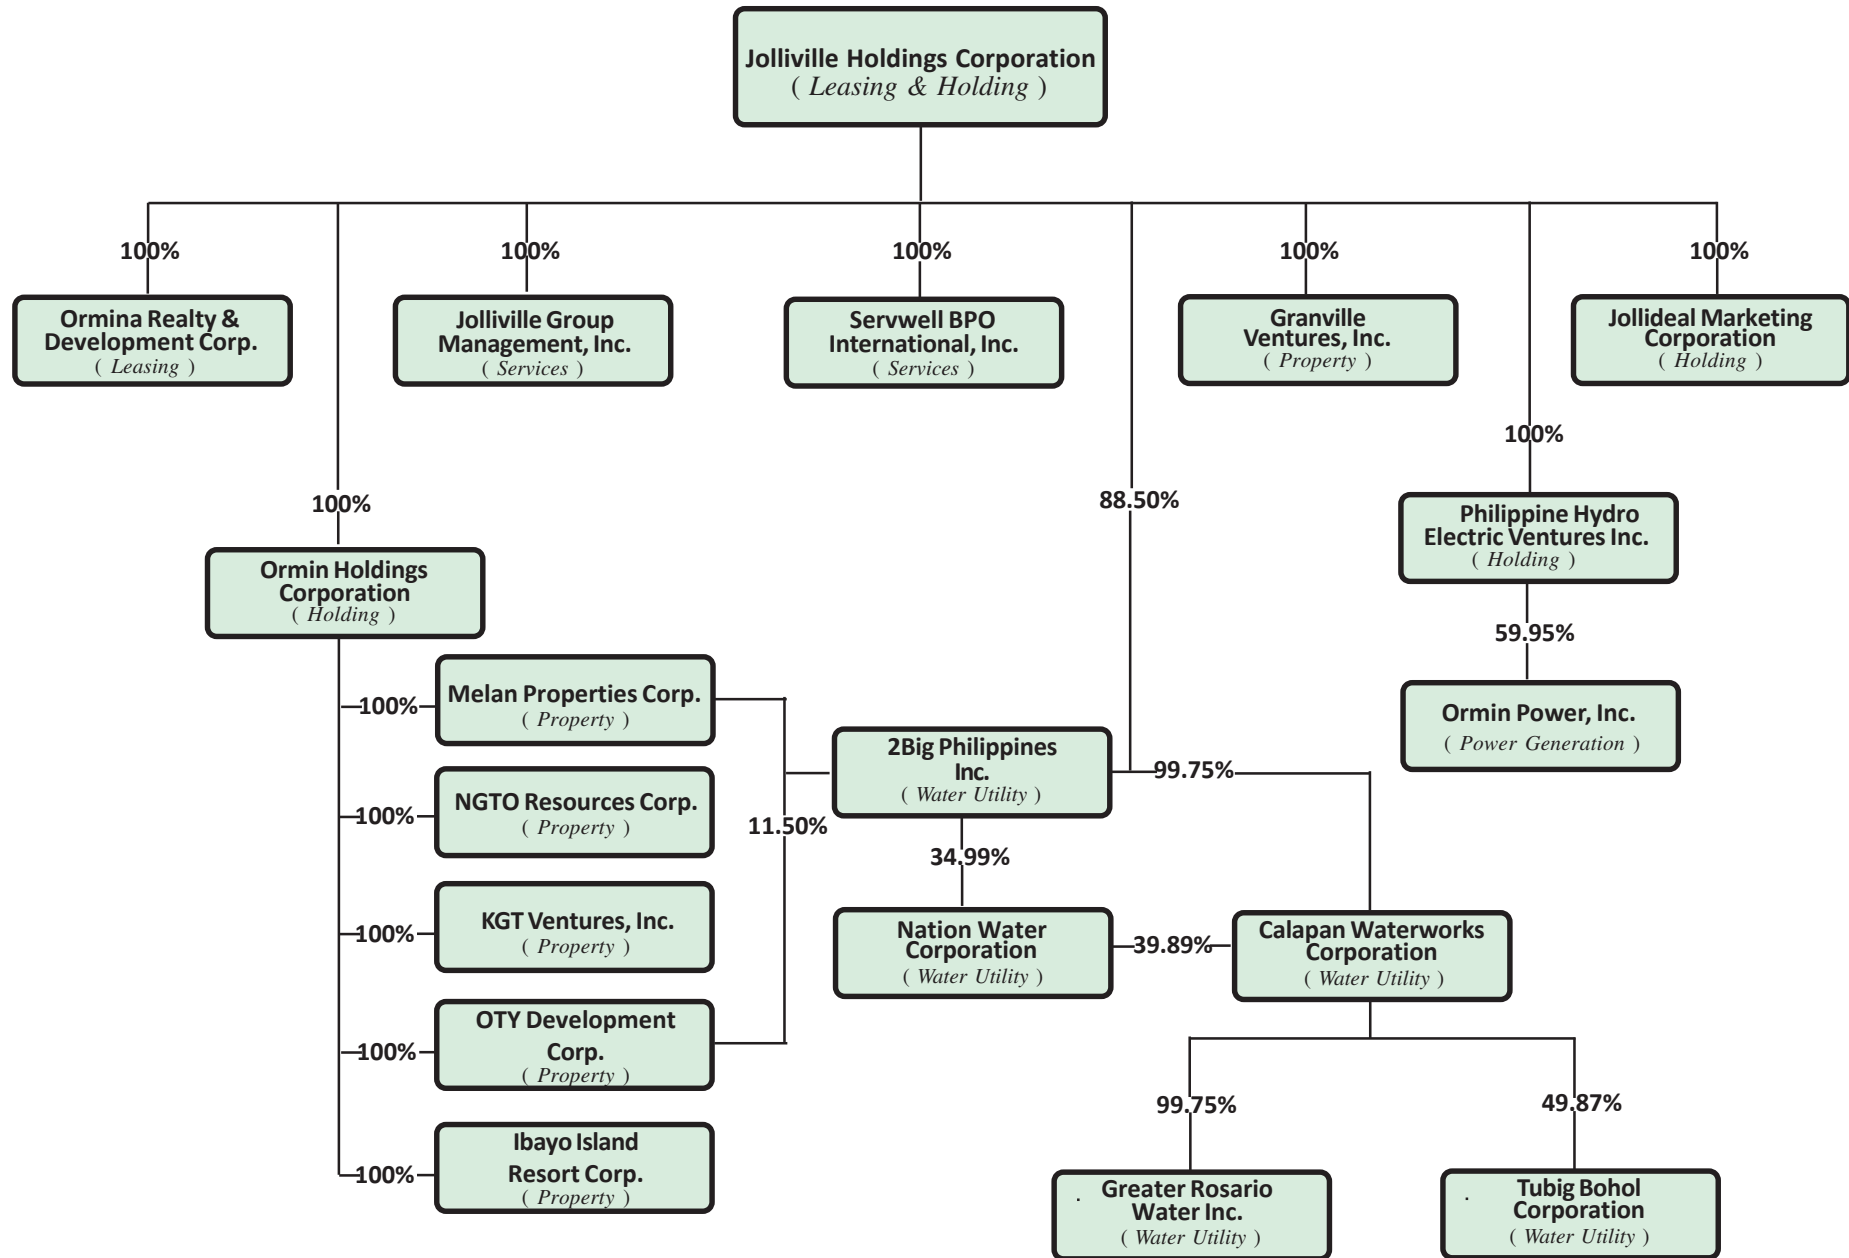 Jolliville Holdings Corporation
( Leasing & Holding )
100%
100%
100%
100%
100%
Ormina Realty &
Development Corp.
( Leasing )
Jolliville Group
Management, Inc.
( Services )
Servwell BPO
International, Inc.
( Services )
Granville
Ventures, Inc.
( Property )
Jollideal Marketing
Corporation
( Holding )
100%
100%
88.50%
Philippine Hydro
Electric Ventures Inc.
( Holding )
Ormin Holdings
Corporation
( Holding )
59.95%
100%
Melan Properties Corp.
( Property )
Ormin Power, Inc.
( Power Generation )
2Big Philippines
Inc.
( Water Utility )
99.75%
100%
NGTO Resources Corp.
( Property )
11.50%
34.99%
100%
KGT Ventures, Inc.
( Property )
Nation Water
Corporation
( Water Utility )
39.89%
Calapan Waterworks
Corporation
( Water Utility )
100%
OTY Development
Corp.
( Property )
99.75%
49.87%
100%
Ibayo Island
Resort Corp.
( Property )
. Greater Rosario
Water Inc.
( Water Utility )
. Tubig Bohol
Corporation
( Water Utility )